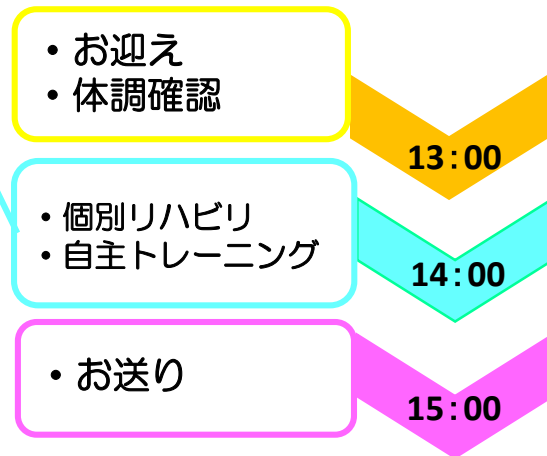 ・お迎え
・体調確認
13:00
・個別リハビリ
・自主トレーニング
14:00
・お送り
15:00